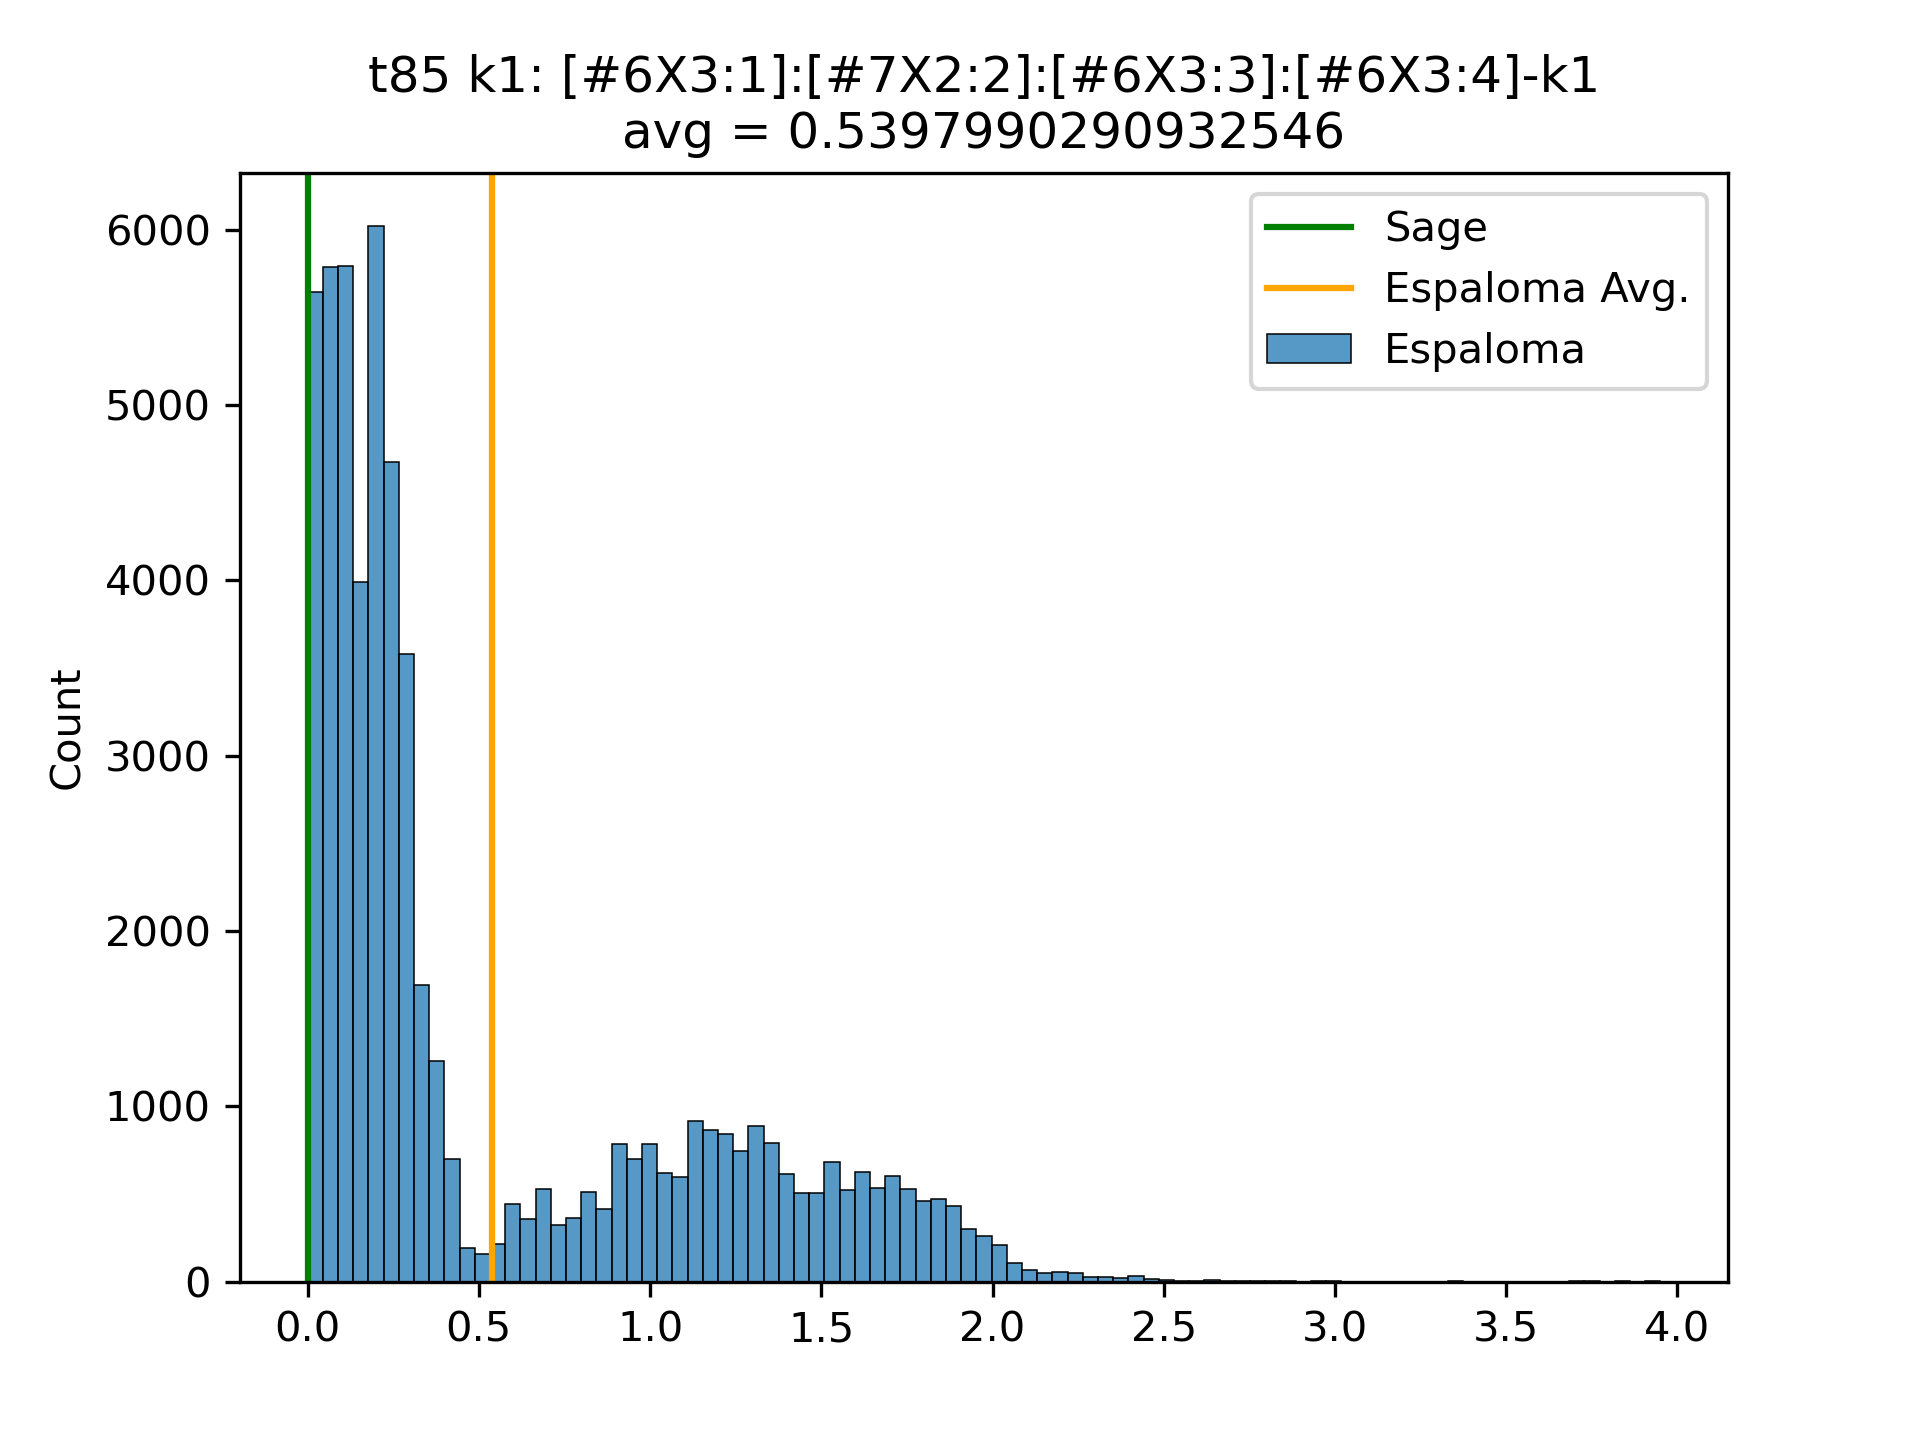 t85 k1: [#6X3:1]:[#7X2:2]:[#6X3:3]:[#6X3:4]-k1
avg = 0.5397990290932546
Sage
Espaloma Avg.
Espaloma
Count
6000
5000
4000
3000
2000
1000
0
0.0 0.5 1.0 1.5 2.0 2.5 3.0 3.5 4.0